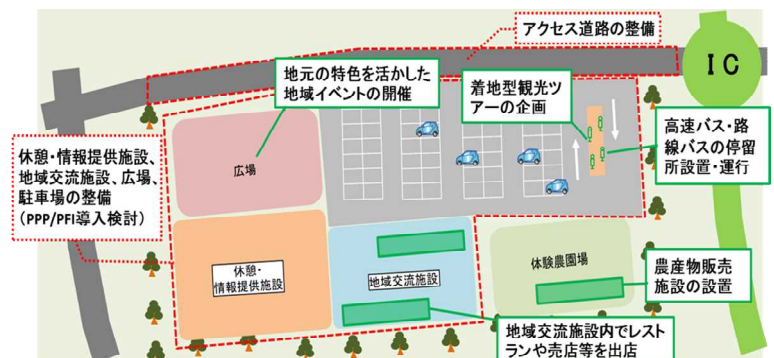 アクセス道路の整備
IC
地元の特色を活かした
地域イベントの開催
着地型観光ツ
アーの企画
高速バス・路
線バスの停留
所設置・運行
休憩・情報提供施設、
地域交流施設、広場、
駐車場の整備
(PPP/PFI導入検討)
広場
休憩・
情報提供施設
地域交流施設
体験農園場
農産物販売
施設の設置
地域交流施設内でレスト
ランや売店等を出店